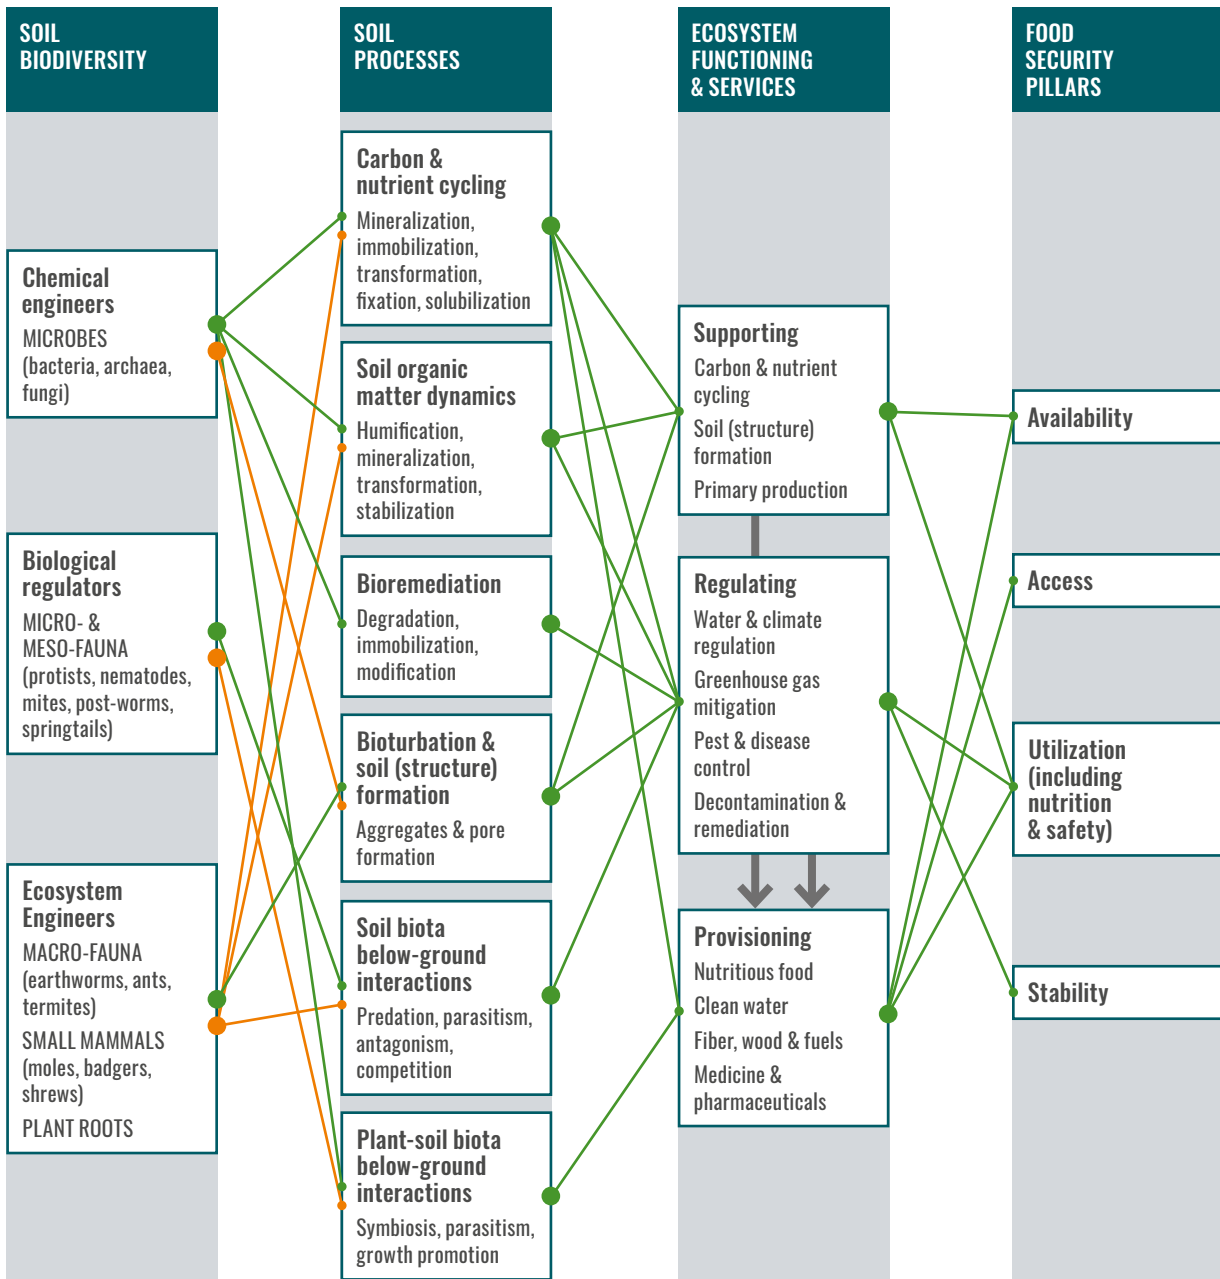 SOIL
BIODIVERSITY
Chemical
engineers
MICROBES
(bacteria, archaea,
fungi)
Biological
regulators
MICRO- &
MESO-FAUNA
(protists, nematodes,
mites, post-worms,
springtails)
Ecosystem
Engineers
MACRO-FAUNA
(earthworms, ants,
termites)
SMALL MAMMALS
(moles, badgers,
shrews)
PLANT ROOTS
SOIL
PROCESSES
Carbon &
nutrient cycling
Mineralization,
immobilization,
transformation,
fixation, solubilization
Soil organic
matter dynamics
Humification,
mineralization,
transformation,
stabilization
Bioremediation
Degradation,
immobilization,
modification
Bioturbation &
soil (structure)
formation
Aggregates & pore
formation
Soil biota
below-ground
interactions
Predation, parasitism,
antagonism,
competition
Plant-soil biota
below-ground
interactions
Symbiosis, parasitism,
growth promotion
ECOSYSTEM
FUNCTIONING
& SERVICES
Supporting
Carbon & nutrient
cycling
Soil (structure)
formation
Primary production
Regulating
Water & climate
regulation
Greenhouse gas
mitigation
Pest & disease
control
Decontamination &
remediation
Provisioning
Nutritious food
Clean water
Fiber, wood & fuels
Medicine &
pharmaceuticals
FOOD
SECURITY
PILLARS
Availability
Access
Utilization
(including
nutrition
& safety)
Stability